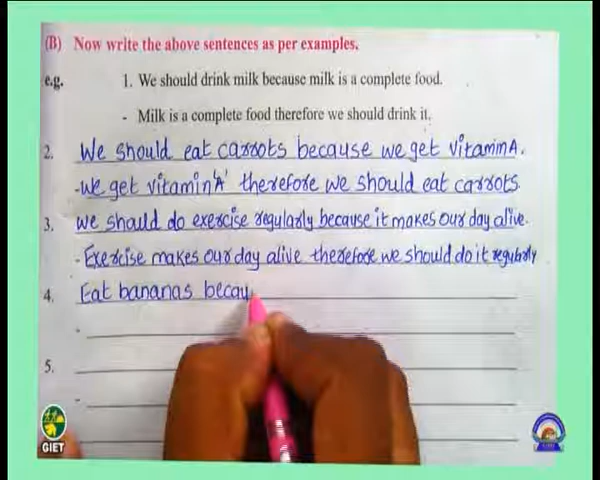 (B) Now write the above sentences as per examples.
e.g. 1. We should drink milk because milk is a complete food.
- Milk is a complete food therefore we should drink it.
2. We should eat carrots because we get vitamin A.
- We get vitamin 'A' therefore we should eat carrots.
3. We should do exercise regularly because it makes our day alive.
- Exercise makes our day alive therefore we should do it regularly
4. Eat bananas becau
-
5.
-
GIET